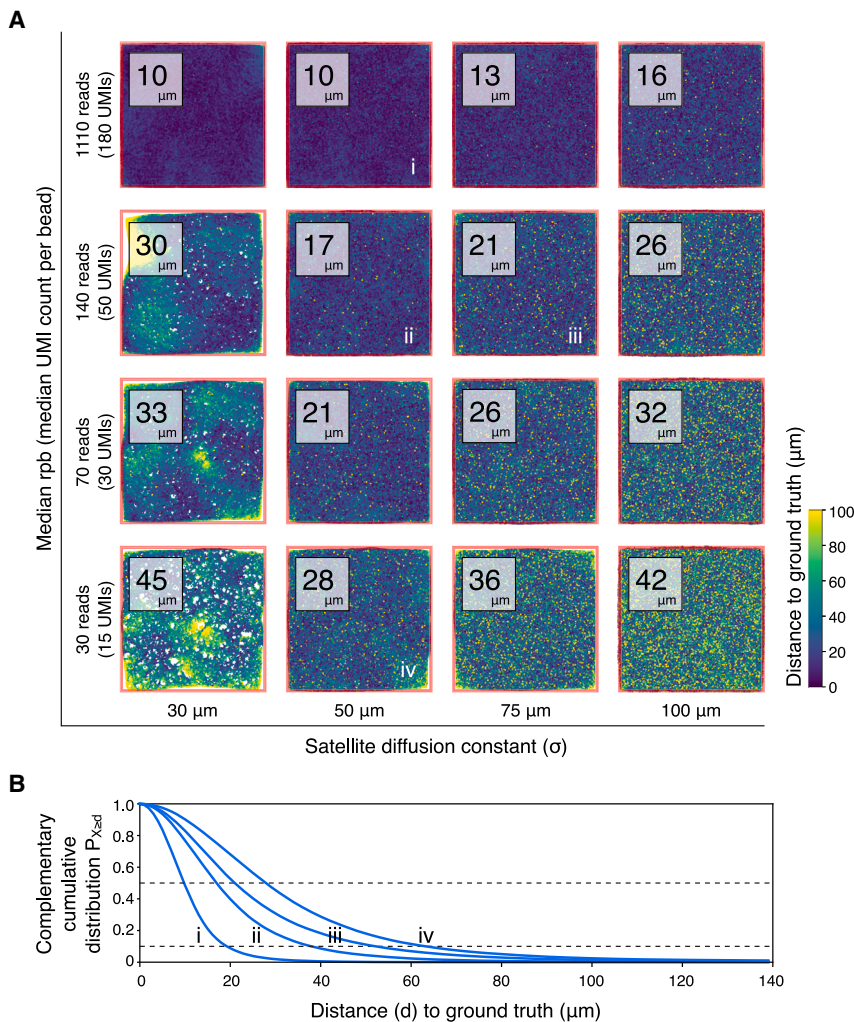 A
Median rpb (median UMI count per bead)
1110 reads
(180 UMIs)
10
µm
10
µm
i
13
µm
16
µm
140 reads
(50 UMIs)
30
µm
17
µm
ii
21
µm
iii
26
µm
70 reads
(30 UMIs)
33
µm
21
µm
26
µm
32
µm
30 reads
(15 UMIs)
45
µm
28
µm
iv
36
µm
42
µm
Distance to ground truth (µm)
100
80
60
40
20
0
30 µm
50 µm
75 µm
100 µm
Satellite diffusion constant (σ)
B
Complementary
cumulative
distribution P X≥d
1.0
0.8
0.6
0.4
0.2
0
i
ii
iii
iv
0
20
40
60
80
100
120
140
Distance (d) to ground truth (µm)